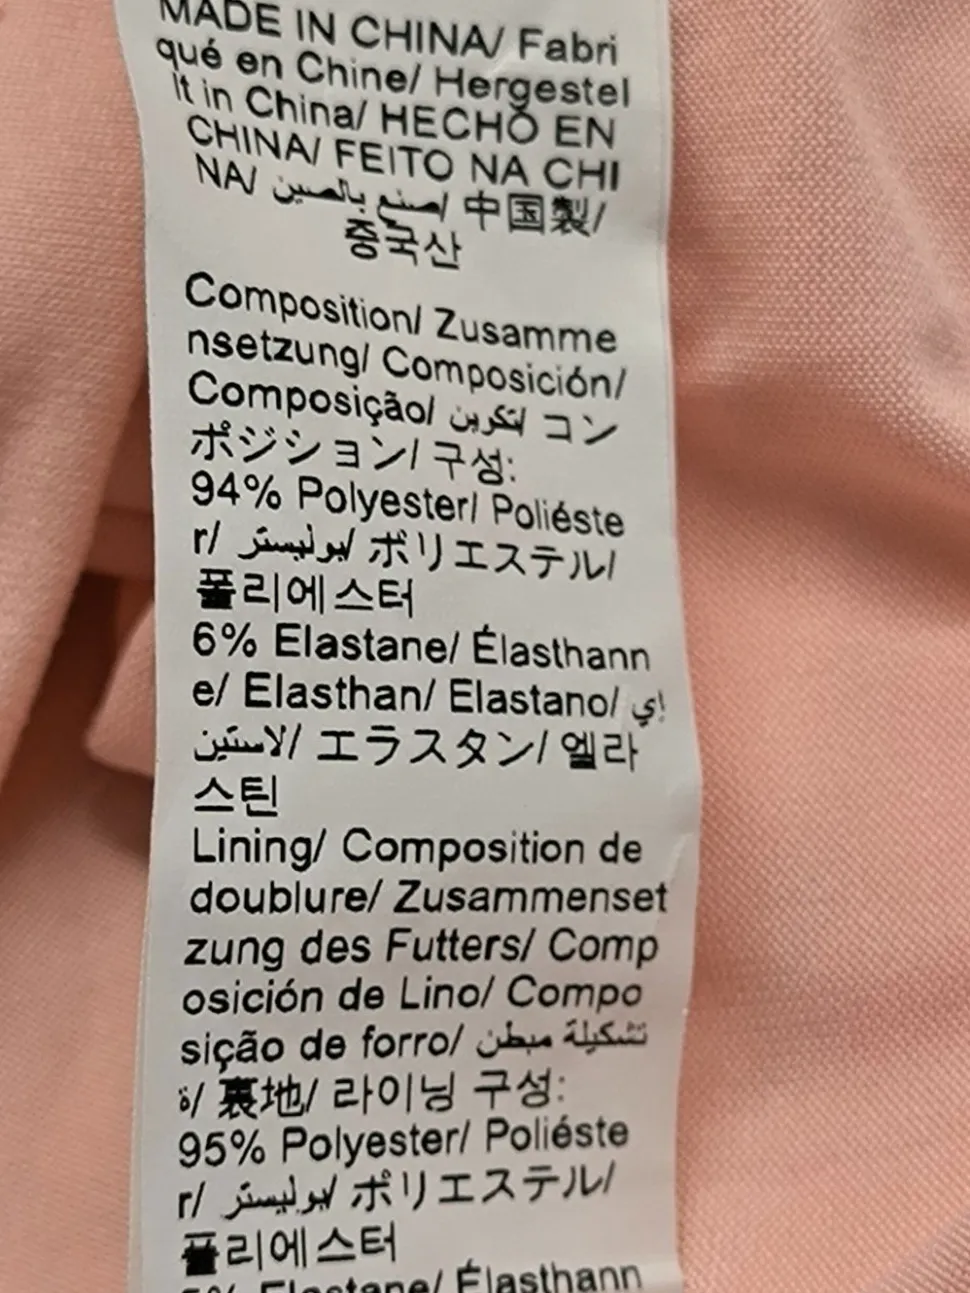 MADE IN CHINA/ Fabri
qué en Chine/ Hergestel
lt in China/ HECHO EN
CHINA/ FEITO NA CHI
NA/ صنع بالصين/ 中国製/
중국산
Composition/ Zusamme
nsetzung/ Composición/
Composição/ تكوين/ コン
ポジション/ 구성:
94% Polyester/ Poliéste
r/ بوليستر/ ポリエステル/
폴리에스터
6% Elastane/ Élasthann
e/ Elasthan/ Elastano/ إي
لاستين/ エラスタン/ 엘라
스틴
Lining/ Composition de
doublure/ Zusammenset
zung des Futters/ Comp
osición de Lino/ Compo
sição de forro/ تشكيلة مبطن
ة/ 裏地/ 라이닝 구성:
95% Polyester/ Poliéste
r/ بوليستر/ ポリエステル/
폴리에스터
5% Elastane/ Élasthann